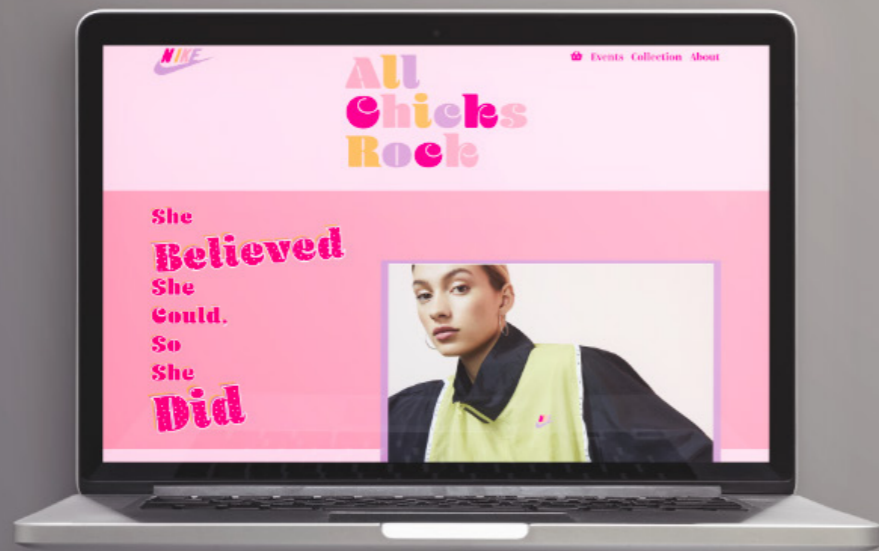 NIKE
Events Collection About
All
Chicks
Rock
She
Believed
She
Could.
So
She
Did